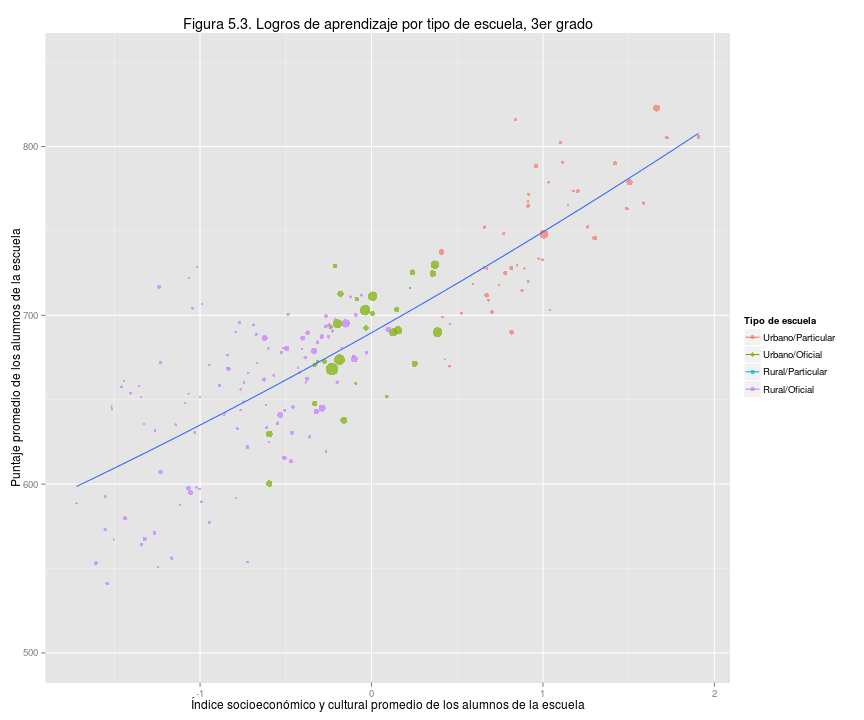 Figura 5.3. Logros de aprendizaje por tipo de escuela, 3er grado
Puntaje promedio de los alumnos de la escuela
800
700
600
500
-1
0
1
2
Índice socioeconómico y cultural promedio de los alumnos de la escuela
Tipo de escuela
Urbano/Particular
Urbano/Oficial
Rural/Particular
Rural/Oficial